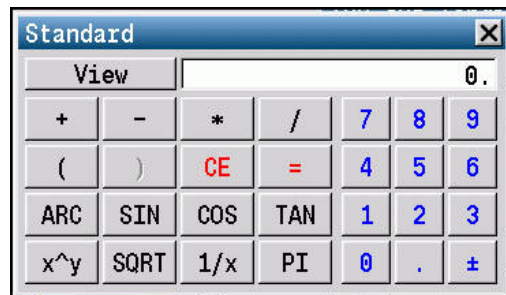 Standard X
View 0.
+ - * / 7 8 9
( ) CE = 4 5 6
ARC SIN COS TAN 1 2 3
x^y SQRT 1/x PI 0 . ±